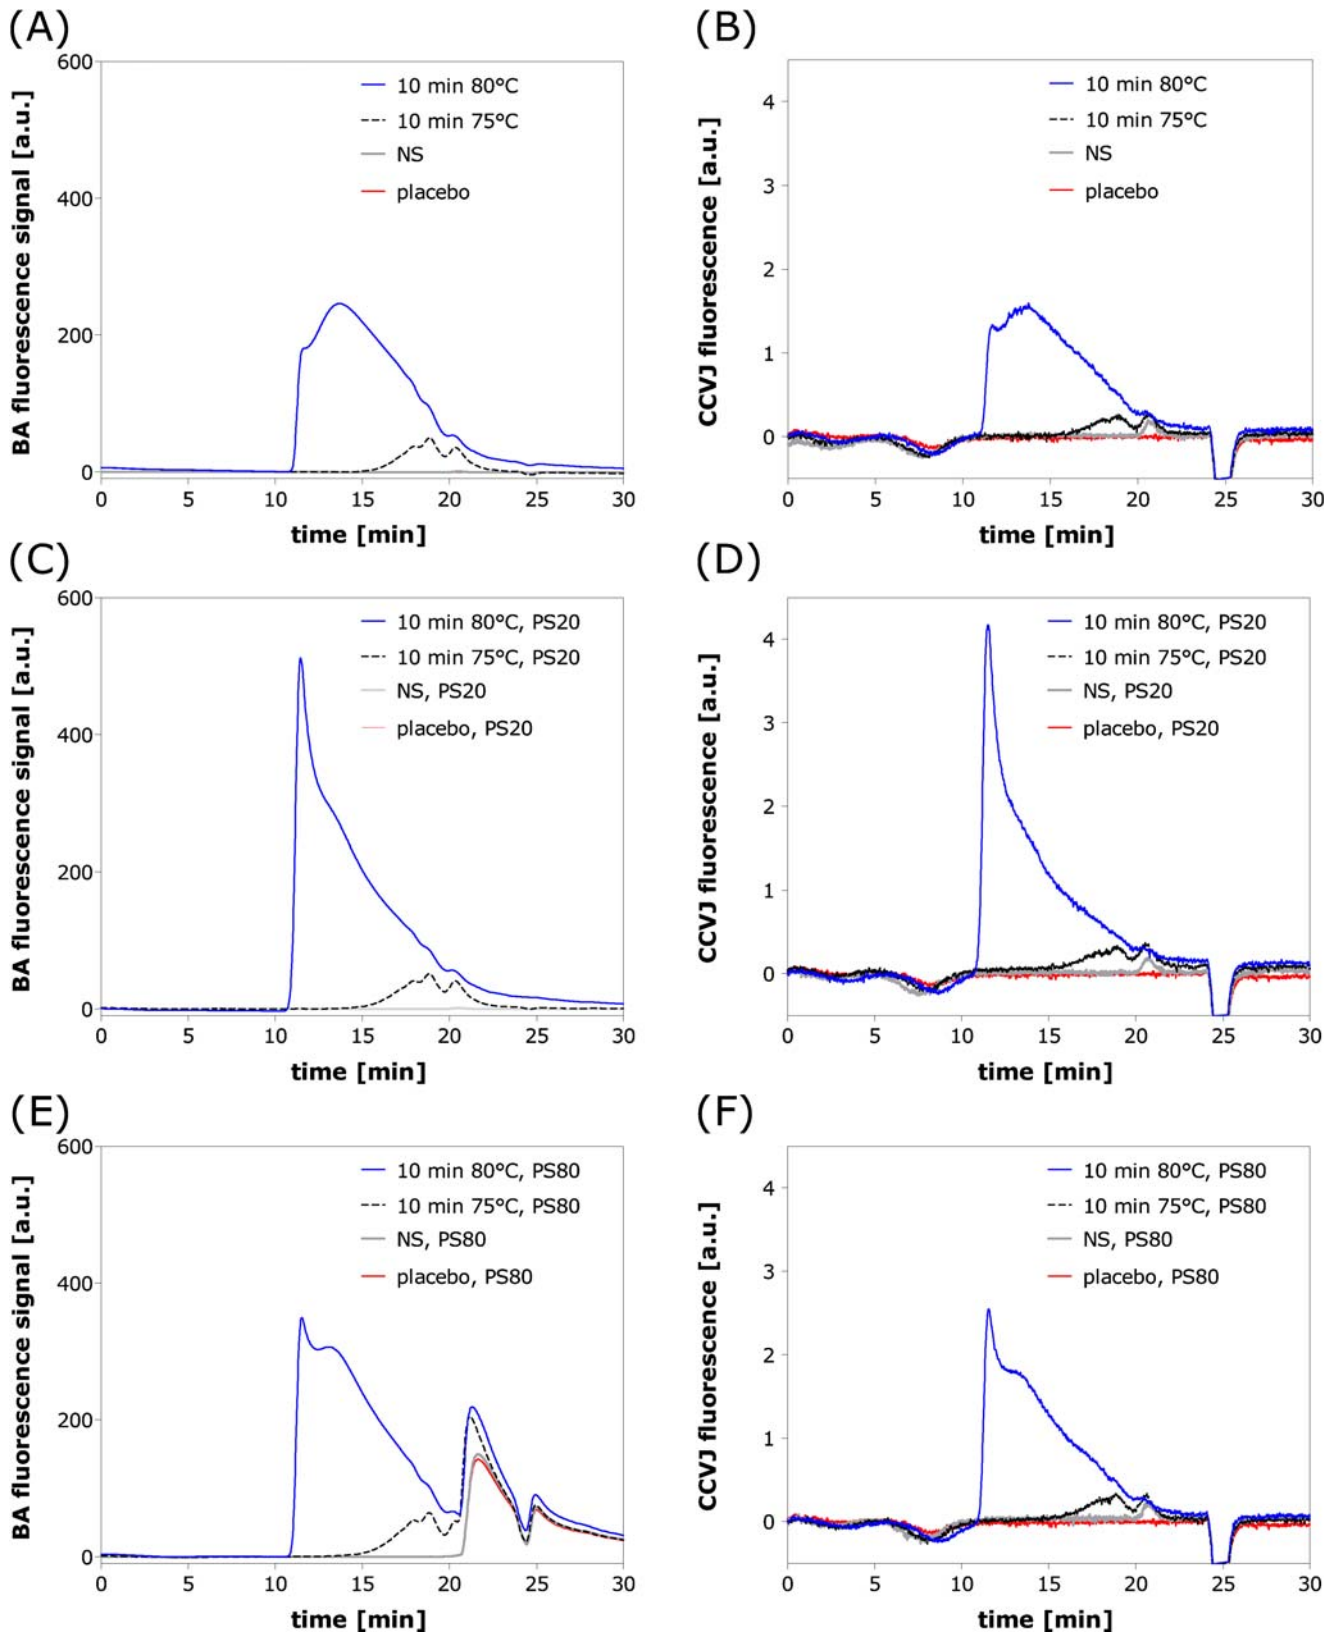 (A)
BA fluorescence signal [a.u.]
600
400
200
0
0 5 10 15 20 25 30
time [min]
10 min 80°C
10 min 75°C
NS
placebo
(B)
CCVJ fluorescence [a.u.]
4
3
2
1
0
0 5 10 15 20 25 30
time [min]
10 min 80°C
10 min 75°C
NS
placebo
(C)
BA fluorescence signal [a.u.]
600
400
200
0
0 5 10 15 20 25 30
time [min]
10 min 80°C, PS20
10 min 75°C, PS20
NS, PS20
placebo, PS20
(D)
CCVJ fluorescence [a.u.]
4
3
2
1
0
0 5 10 15 20 25 30
time [min]
10 min 80°C, PS20
10 min 75°C, PS20
NS, PS20
placebo, PS20
(E)
BA fluorescence signal [a.u.]
600
400
200
0
0 5 10 15 20 25 30
time [min]
10 min 80°C, PS80
10 min 75°C, PS80
NS, PS80
placebo, PS80
(F)
CCVJ fluorescence [a.u.]
4
3
2
1
0
0 5 10 15 20 25 30
time [min]
10 min 80°C, PS80
10 min 75°C, PS80
NS, PS80
placebo, PS80